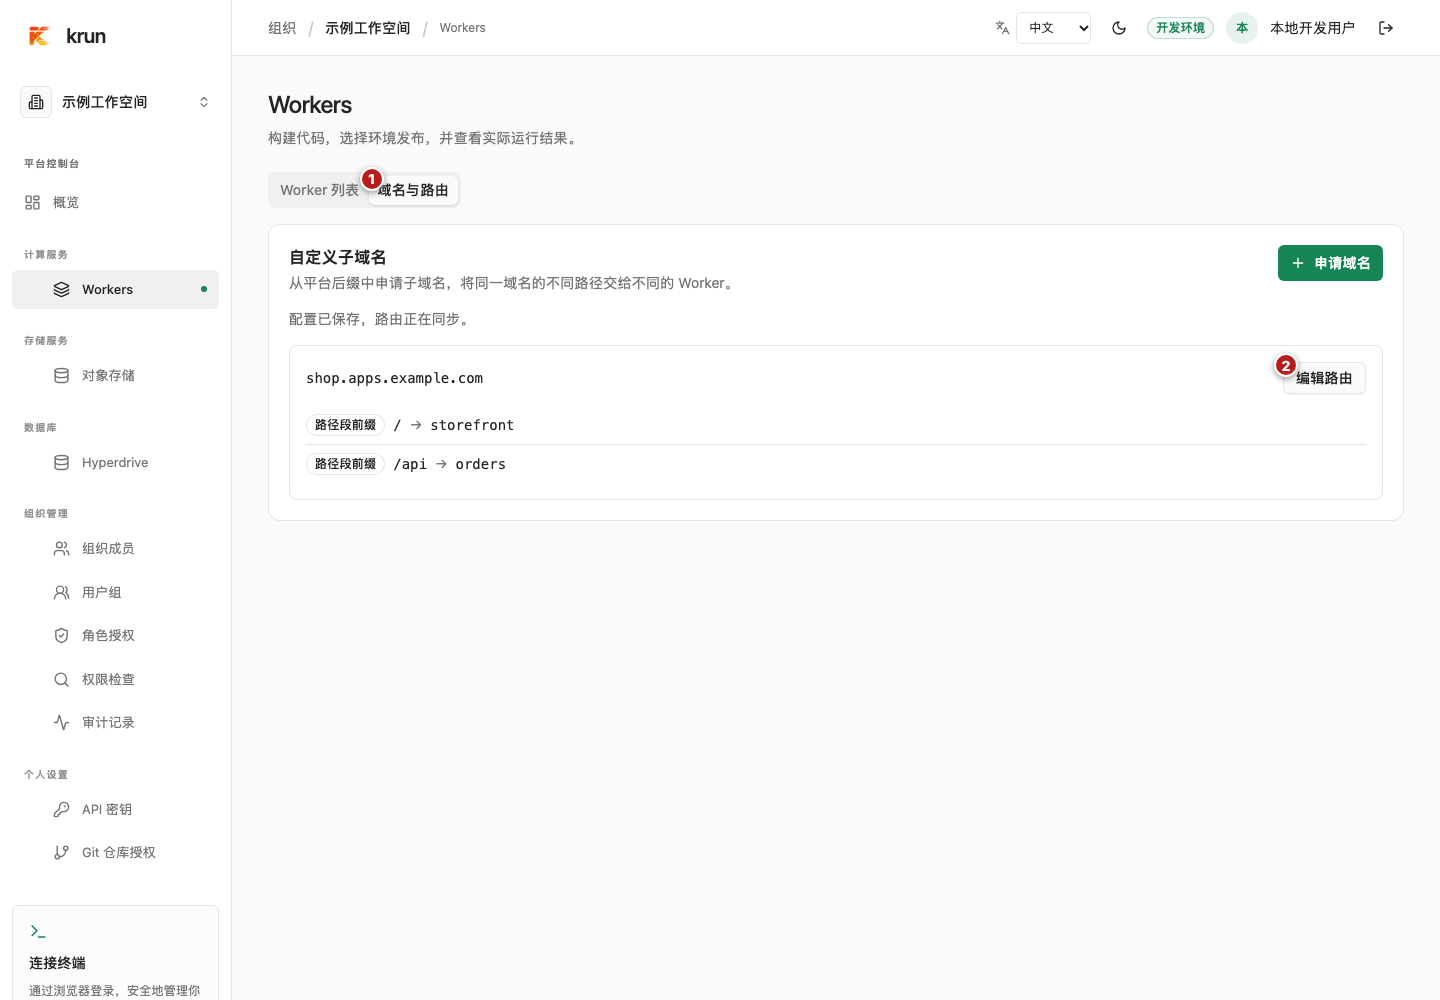 krun
组织 / 示例工作空间 / Workers
中文
开发环境
本
本地开发用户
示例工作空间
平台控制台
概览
计算服务
Workers
存储服务
对象存储
数据库
Hyperdrive
组织管理
组织成员
用户组
角色授权
权限检查
审计记录
个人设置
API 密钥
Git 仓库授权
连接终端
通过浏览器登录，安全地管理你
Workers
构建代码，选择环境发布，并查看实际运行结果。
Worker 列表
1
域名与路由
自定义子域名
从平台后缀中申请子域名，将同一域名的不同路径交给不同的 Worker。
申请域名
配置已保存，路由正在同步。
shop.apps.example.com
2
编辑路由
路径段前缀 / → storefront
路径段前缀 /api → orders